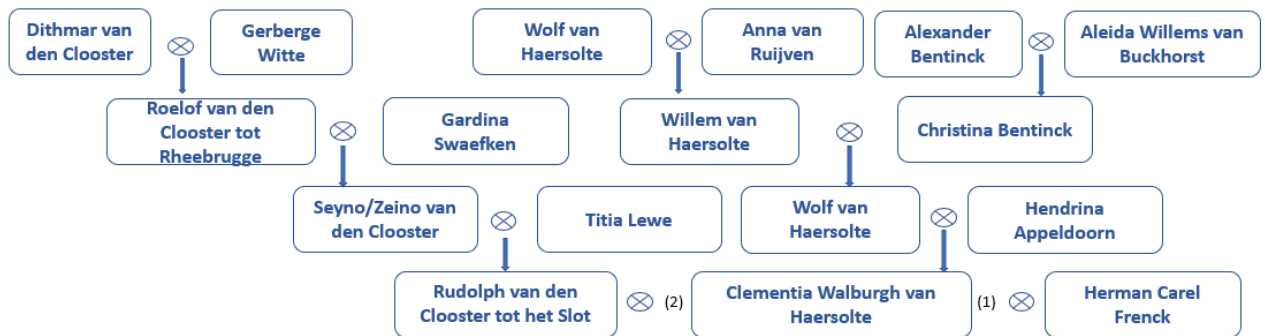 Dithmar van
den Clooster
Gerberge
Witte
Wolf van
Haersolte
Anna van
Ruijven
Alexander
Bentinck
Aleida Willems van
Buckhorst
Roelof van den
Clooster tot
Rheebrugge
Gardina
Swaefken
Willem van
Haersolte
Christina Bentinck
Seyno/Zeino van
den Clooster
Titia Lewe
Wolf van
Haersolte
Hendrina
Appeldoorn
Rudolph van den
Clooster tot het Slot
(2)
Clementia Walburgh van
Haersolte
(1)
Herman Carel
Frenck